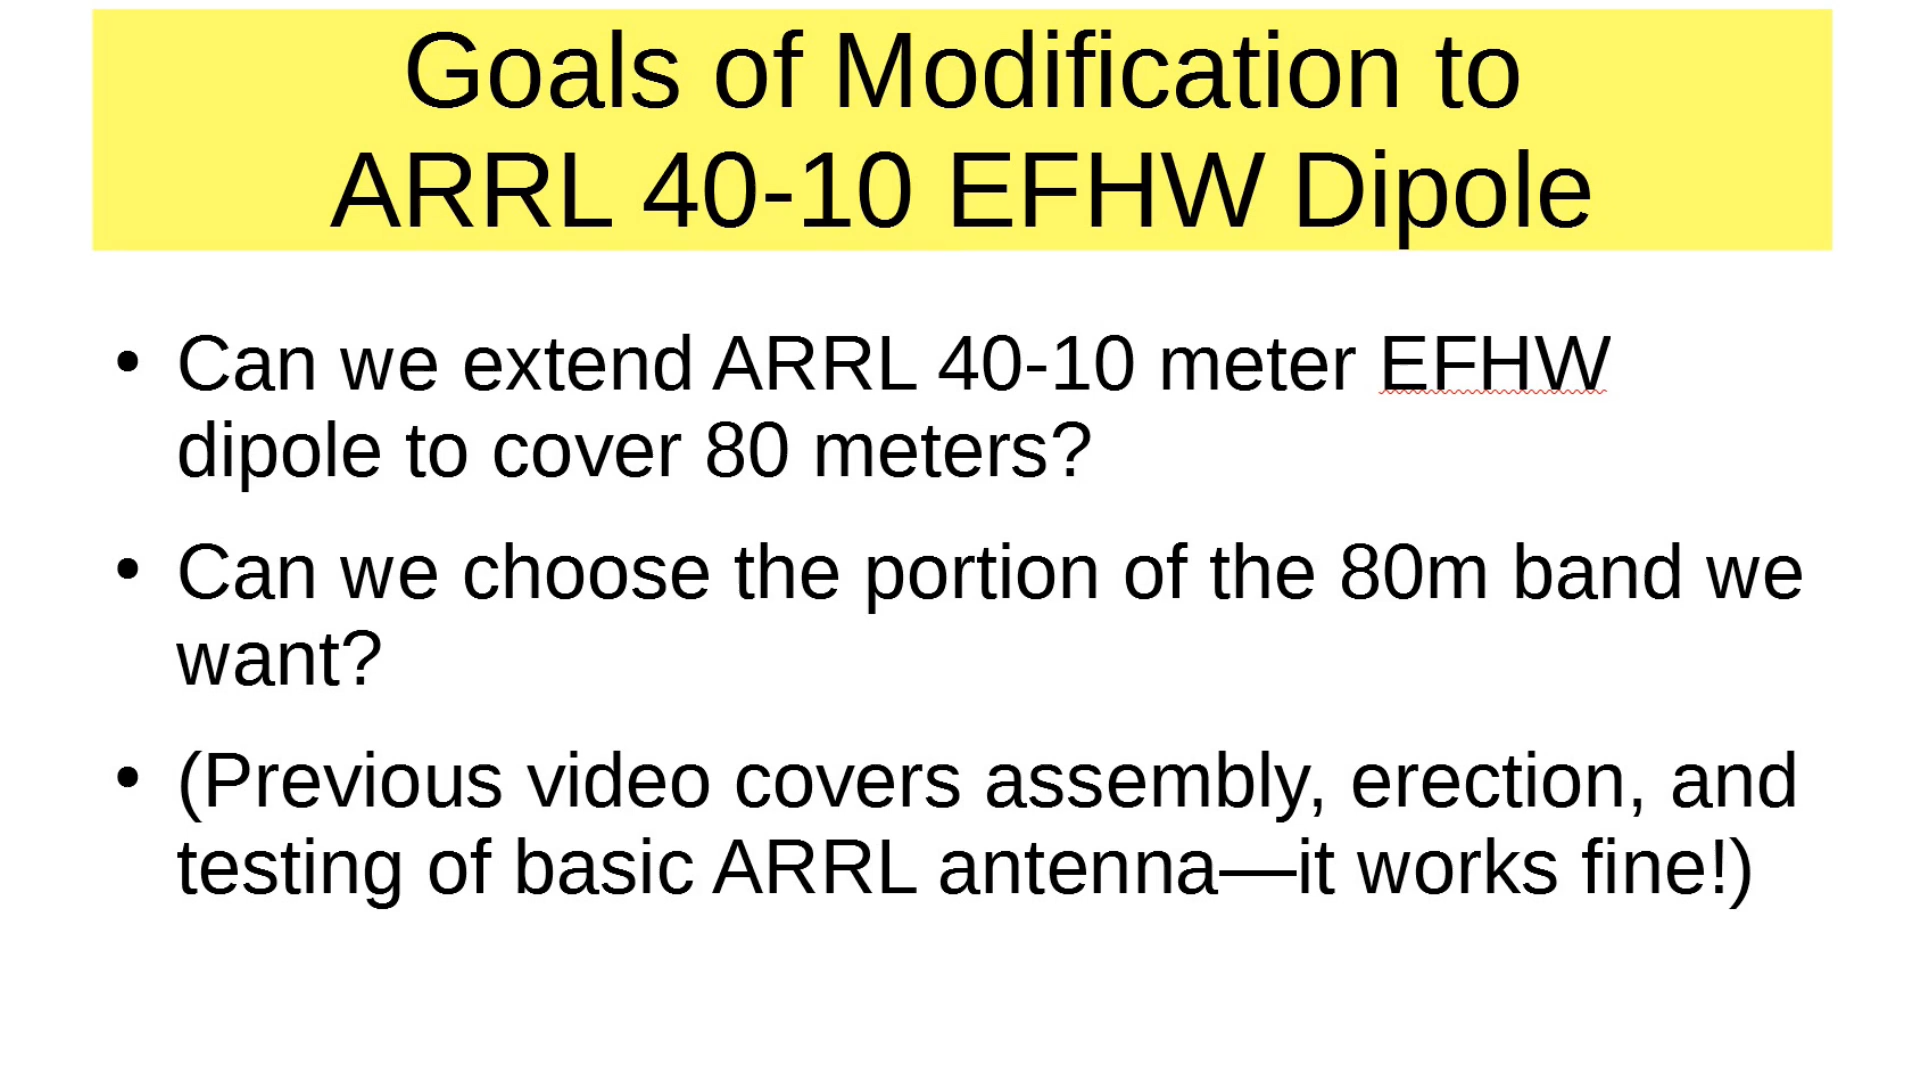 Goals of Modification to
ARRL 40-10 EFHW Dipole
• Can we extend ARRL 40-10 meter EFHW
dipole to cover 80 meters?
• Can we choose the portion of the 80m band we
want?
• (Previous video covers assembly, erection, and
testing of basic ARRL antenna—it works fine!)